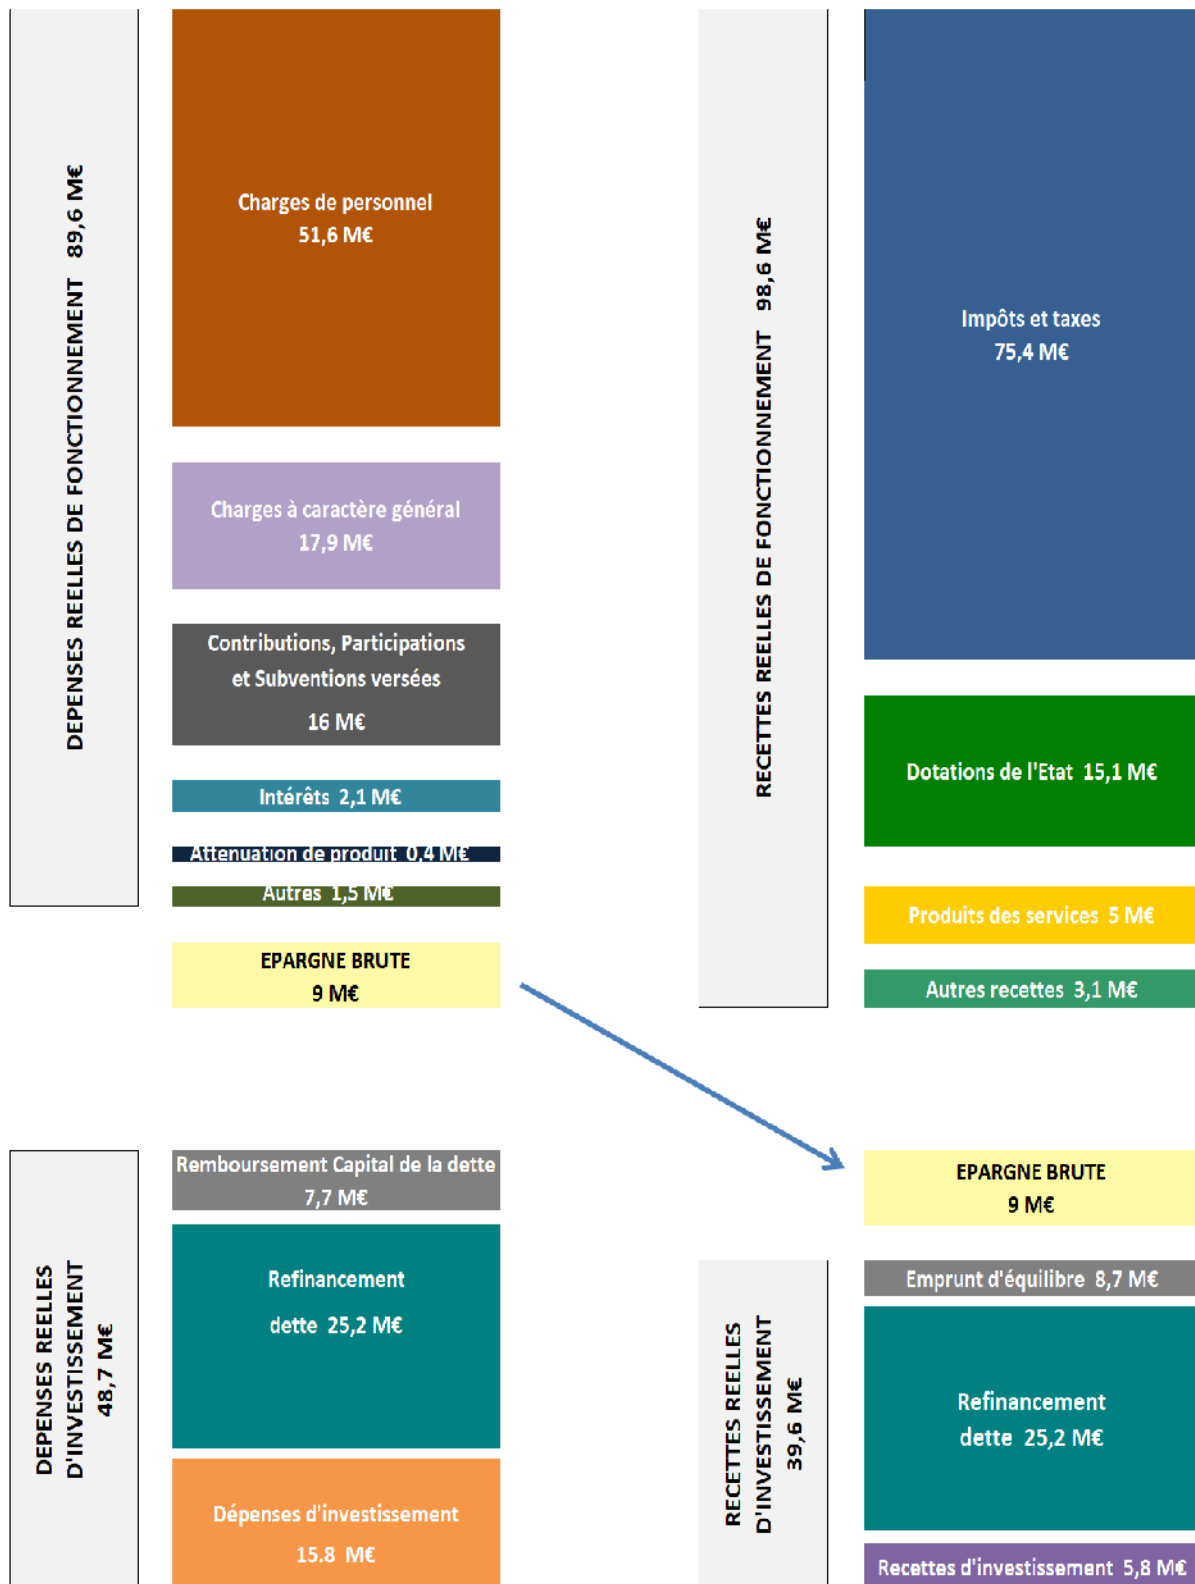 DEPENSES REELLES DE FONCTIONNEMENT 89,6 M€
Charges de personnel
51,6 M€
Charges à caractère général
17,9 M€
Contributions, Participations
et Subventions versées
16 M€
Intérêts 2,1 M€
Attenuation de produit 0,4 M€
Autres 1,5 M€
EPARGNE BRUTE
9 M€
RECETTES REELLES DE FONCTIONNEMENT 98,6 M€
Impôts et taxes
75,4 M€
Dotations de l'Etat 15,1 M€
Produits des services 5 M€
Autres recettes 3,1 M€
DEPENSES REELLES
D'INVESTISSEMENT
48,7 M€
Remboursement Capital de la dette
7,7 M€
Refinancement
dette 25,2 M€
Dépenses d'investissement
15.8 M€
EPARGNE BRUTE
9 M€
RECETTES REELLES
D'INVESTISSEMENT
39,6 M€
Emprunt d'équilibre 8,7 M€
Refinancement
dette 25,2 M€
Recettes d'investissement 5,8 M€